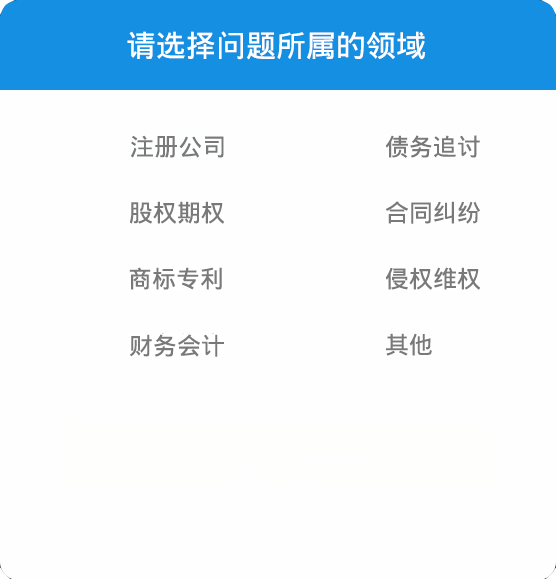 请选择问题所属的领域
注册公司 债务追讨
股权期权 合同纠纷
商标专利 侵权维权
财务会计 其他